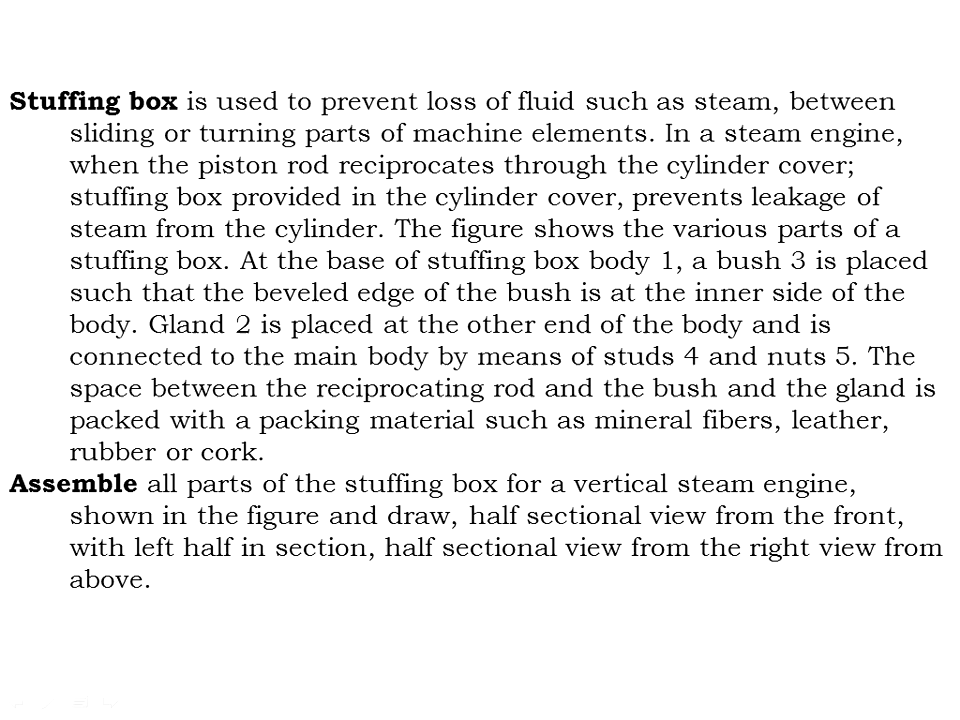 Stuffing box is used to prevent loss of fluid such as steam, between
sliding or turning parts of machine elements. In a steam engine,
when the piston rod reciprocates through the cylinder cover;
stuffing box provided in the cylinder cover, prevents leakage of
steam from the cylinder. The figure shows the various parts of a
stuffing box. At the base of stuffing box body 1, a bush 3 is placed
such that the beveled edge of the bush is at the inner side of the
body. Gland 2 is placed at the other end of the body and is
connected to the main body by means of studs 4 and nuts 5. The
space between the reciprocating rod and the bush and the gland is
packed with a packing material such as mineral fibers, leather,
rubber or cork.
Assemble all parts of the stuffing box for a vertical steam engine,
shown in the figure and draw, half sectional view from the front,
with left half in section, half sectional view from the right view from
above.